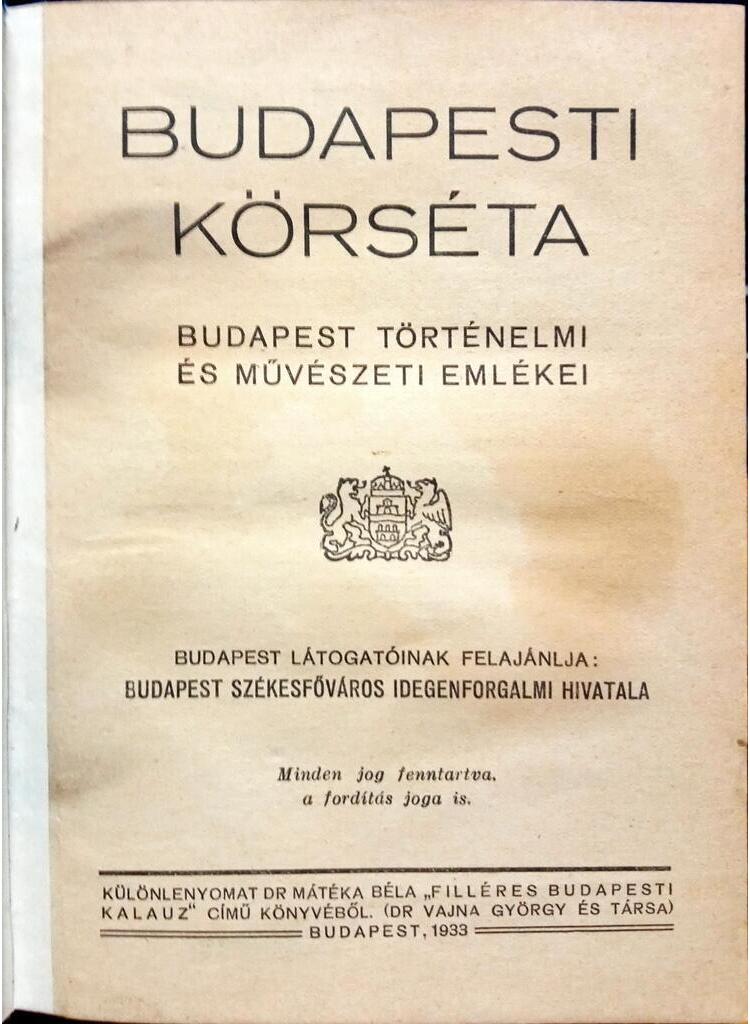 BUDAPESTI
KÖRSÉTA
BUDAPEST TÖRTÉNELMI
ÉS MŰVÉSZETI EMLÉKEI
BUDAPEST LÁTOGATÓINAK FELAJÁNLJA:
BUDAPEST SZÉKESFŐVÁROS IDEGENFORGALMI HIVATALA
Minden jog fenntartva,
a fordítás joga is.
KÜLÖNLENYOMAT DR MÁTÉKA BÉLA „FILLÉRES BUDAPESTI
KALAUZ" CÍMŰ KÖNYVÉBŐL. (DR VAJNA GYÖRGY ÉS TÁRSA)
BUDAPEST, 1933